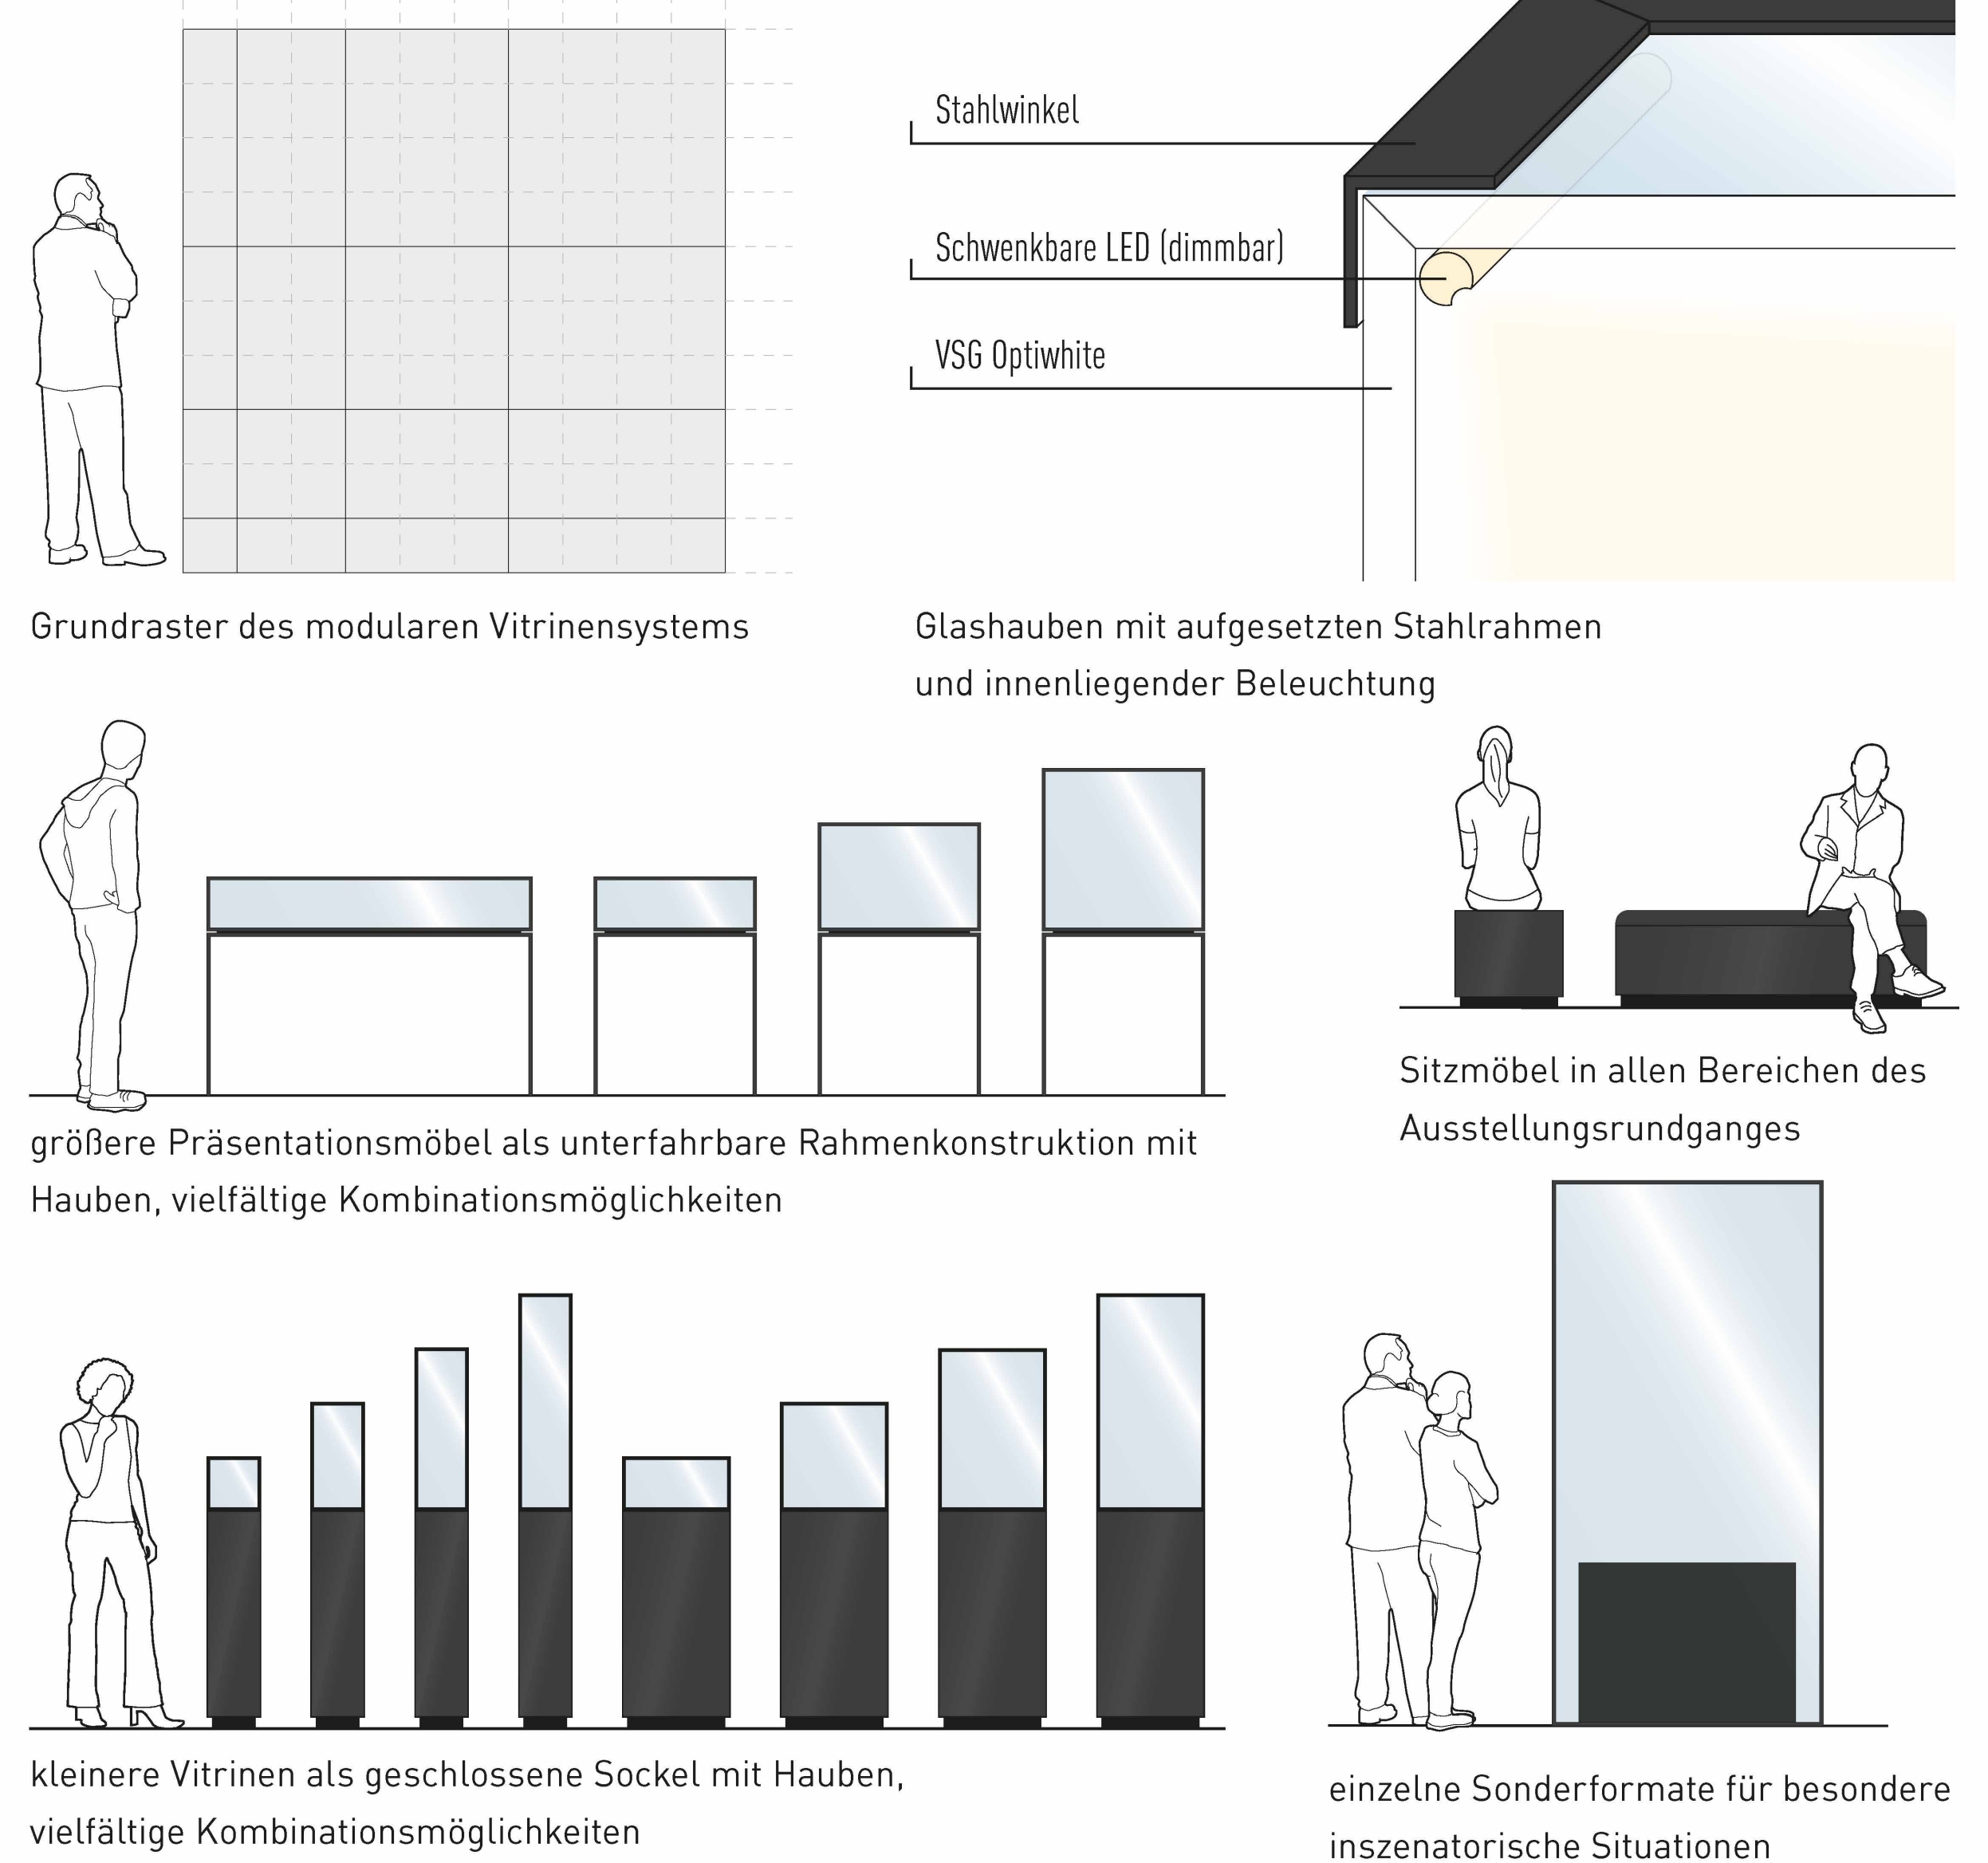 Stahlwinkel
Schwenkbare LED (dimmbar)
VSG Optiwhite
Grundraster des modularen Vitrinensystems
Glashauben mit aufgesetzten Stahlrahmen
und innenliegender Beleuchtung
größere Präsentationsmöbel als unterfahrbare Rahmenkonstruktion mit
Hauben, vielfältige Kombinationsmöglichkeiten
Sitzmöbel in allen Bereichen des
Ausstellungsrundganges
kleinere Vitrinen als geschlossene Sockel mit Hauben,
vielfältige Kombinationsmöglichkeiten
einzelne Sonderformate für besondere
inszenatorische Situationen